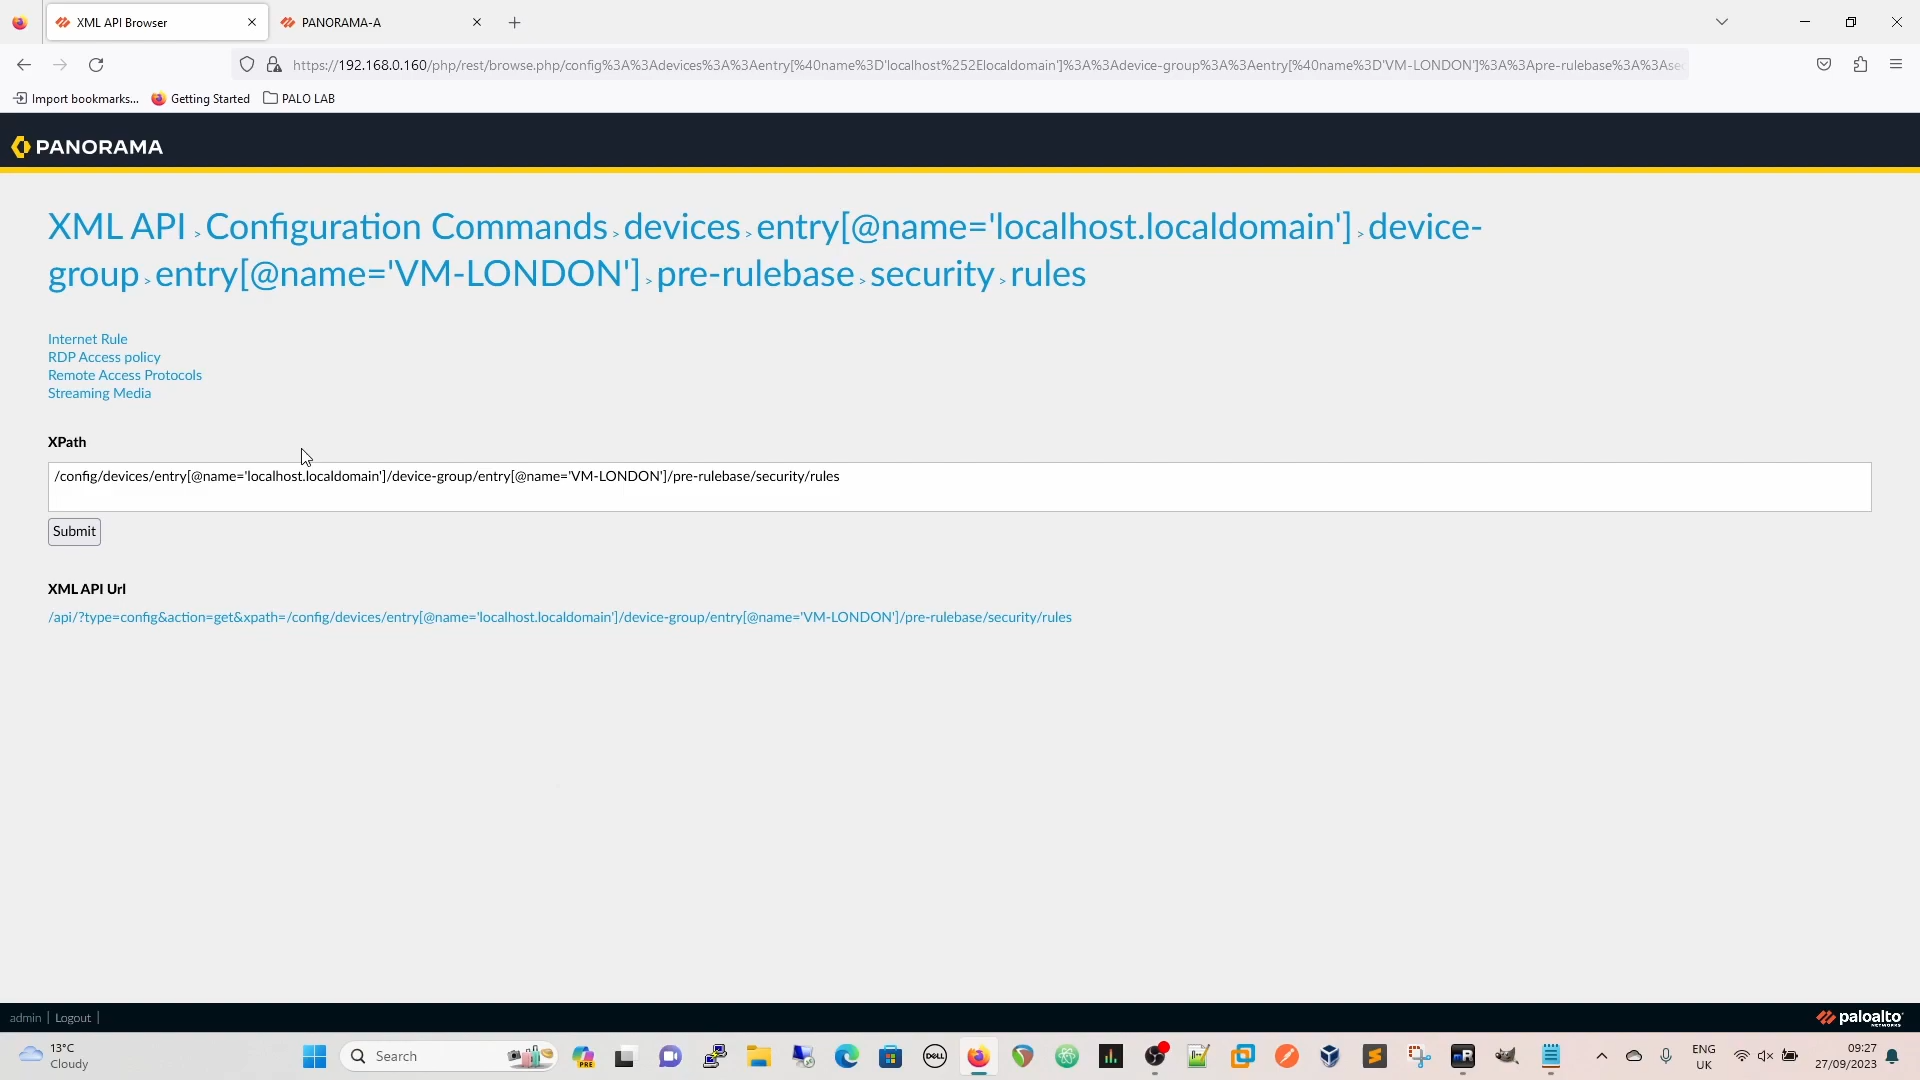 XML API Browser
PANORAMA-A
https://192.168.0.160/php/rest/browse.php/config%3A%3Adevices%3A%3Aentry[%40name%3D'localhost%252Elocaldomain']%3A%3Adevice-group%3A%3Aentry[%40name%3D'VM-LONDON']%3A%3Apre-rulebase%3A%3Ase
Import bookmarks...
Getting Started
PALO LAB
PANORAMA
XML API > Configuration Commands > devices > entry[@name='localhost.localdomain'] > device-
group > entry[@name='VM-LONDON'] > pre-rulebase > security > rules
Internet Rule
RDP Access policy
Remote Access Protocols
Streaming Media
XPath
/config/devices/entry[@name='localhost.localdomain']/device-group/entry[@name='VM-LONDON']/pre-rulebase/security/rules
Submit
XML API Url
/api/?type=config&action=get&xpath=/config/devices/entry[@name='localhost.localdomain']/device-group/entry[@name='VM-LONDON']/pre-rulebase/security/rules
admin | Logout |
paloalto
NETWORKS
13°C
Cloudy
Search
PRE
DELL
ENG
UK
09:27
27/09/2023